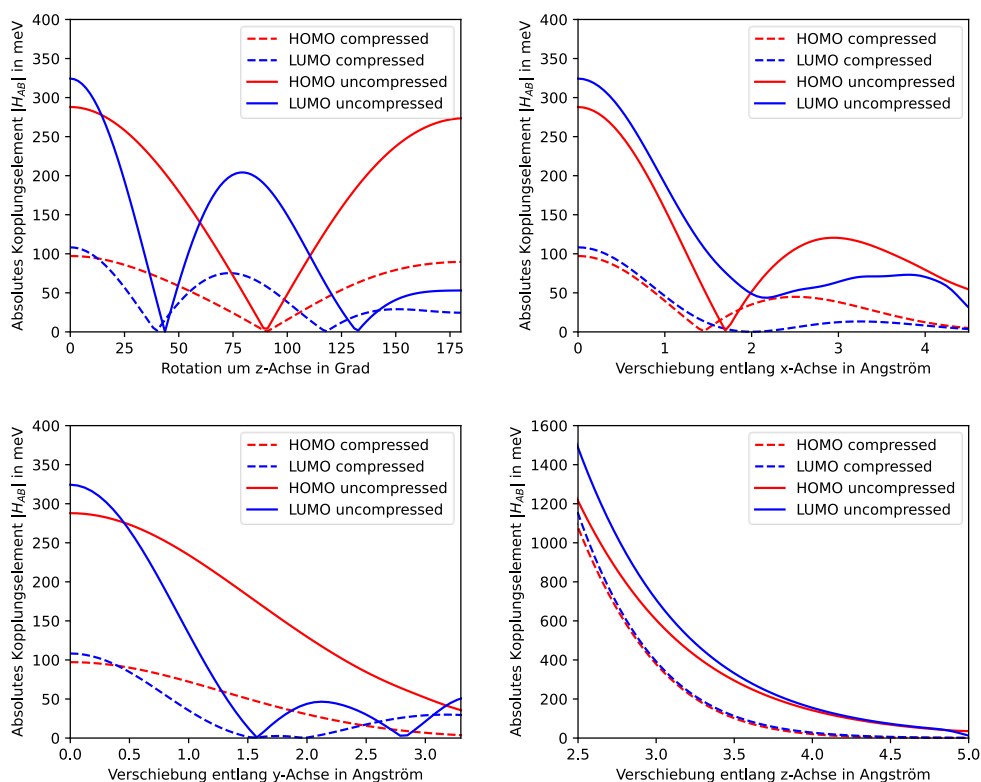 400
350
300
250
200
150
100
50
0
Absolutes Kopplungselement |H_AB| in meV
HOMO compressed
LUMO compressed
HOMO uncompressed
LUMO uncompressed
0 25 50 75 100 125 150 175
Rotation um z-Achse in Grad
400
350
300
250
200
150
100
50
0
Absolutes Kopplungselement |H_AB| in meV
HOMO compressed
LUMO compressed
HOMO uncompressed
LUMO uncompressed
0 1 2 3 4
Verschiebung entlang x-Achse in Angström
400
350
300
250
200
150
100
50
0
Absolutes Kopplungselement |H_AB| in meV
HOMO compressed
LUMO compressed
HOMO uncompressed
LUMO uncompressed
0.0 0.5 1.0 1.5 2.0 2.5 3.0
Verschiebung entlang y-Achse in Angström
1600
1400
1200
1000
800
600
400
200
0
Absolutes Kopplungselement |H_AB| in meV
HOMO compressed
LUMO compressed
HOMO uncompressed
LUMO uncompressed
2.5 3.0 3.5 4.0 4.5 5.0
Verschiebung entlang z-Achse in Angström